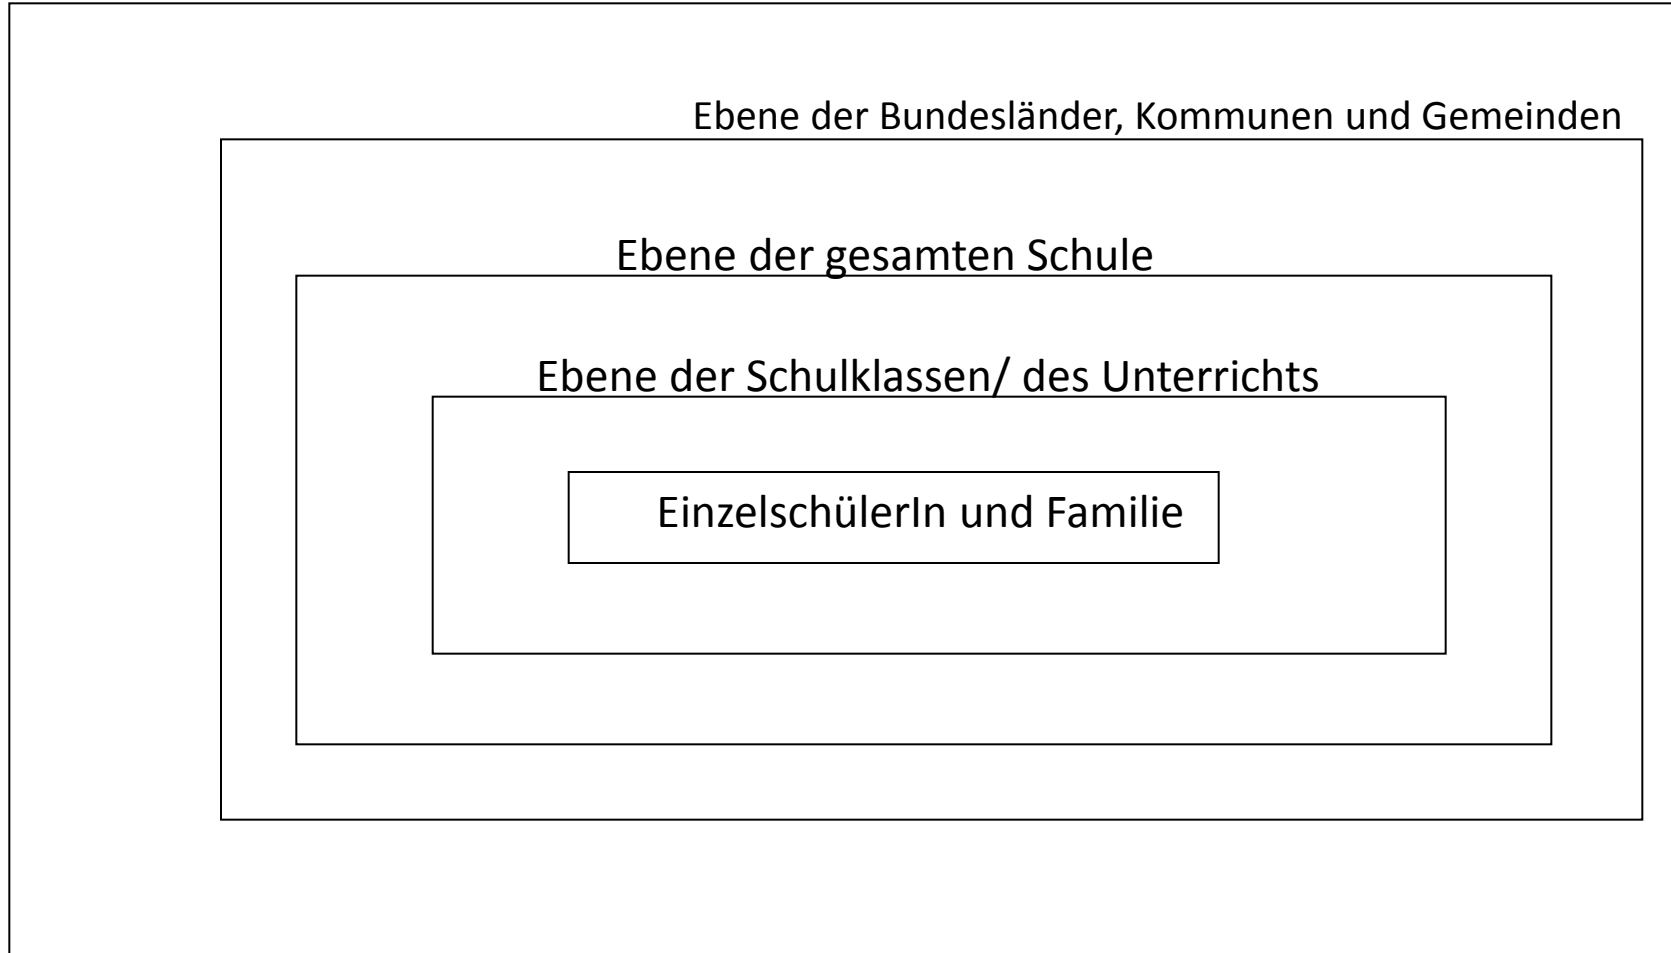 Ebene der Bundesländer, Kommunen und Gemeinden
Ebene der gesamten Schule
Ebene der Schulklassen/ des Unterrichts
EinzelschülerIn und Familie